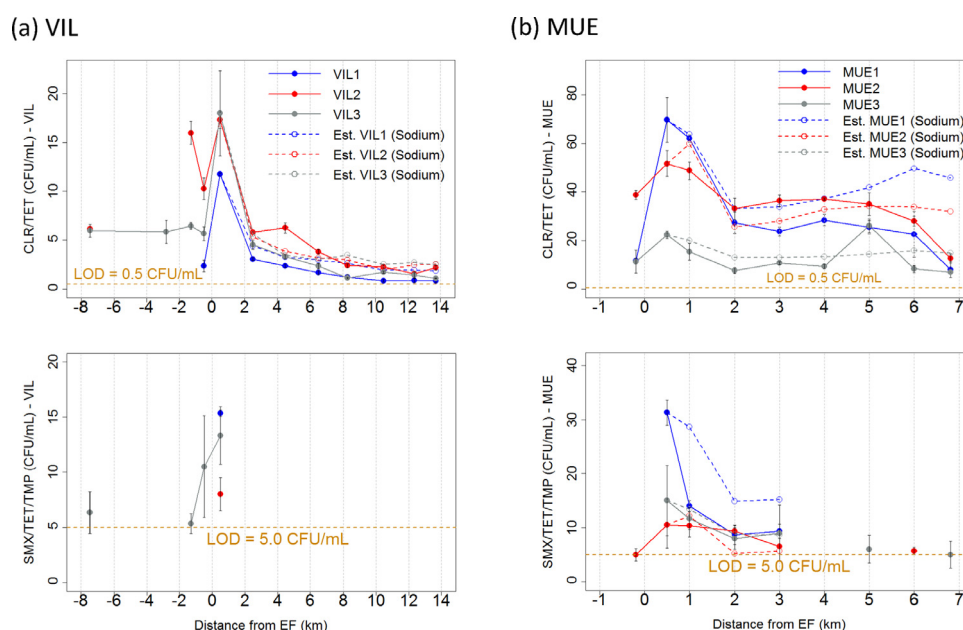 (a) VIL
(b) MUE
CLR/TET (CFU/mL) - VIL
20
15
10
5
0
VIL1
VIL2
VIL3
Est. VIL1 (Sodium)
Est. VIL2 (Sodium)
Est. VIL3 (Sodium)
LOD = 0.5 CFU/mL
-8 -6 -4 -2 0 2 4 6 8 10 12 14
CLR/TET (CFU/mL) - MUE
80
60
40
20
0
MUE1
MUE2
MUE3
Est. MUE1 (Sodium)
Est. MUE2 (Sodium)
Est. MUE3 (Sodium)
LOD = 0.5 CFU/mL
-1 0 1 2 3 4 5 6 7
SMX/TET/TMP (CFU/mL) - VIL
20
15
10
5
0
LOD = 5.0 CFU/mL
-8 -6 -4 -2 0 2 4 6 8 10 12 14
Distance from EF (km)
SMX/TET/TMP (CFU/mL) - MUE
40
30
20
10
0
LOD = 5.0 CFU/mL
-1 0 1 2 3 4 5 6 7
Distance from EF (km)